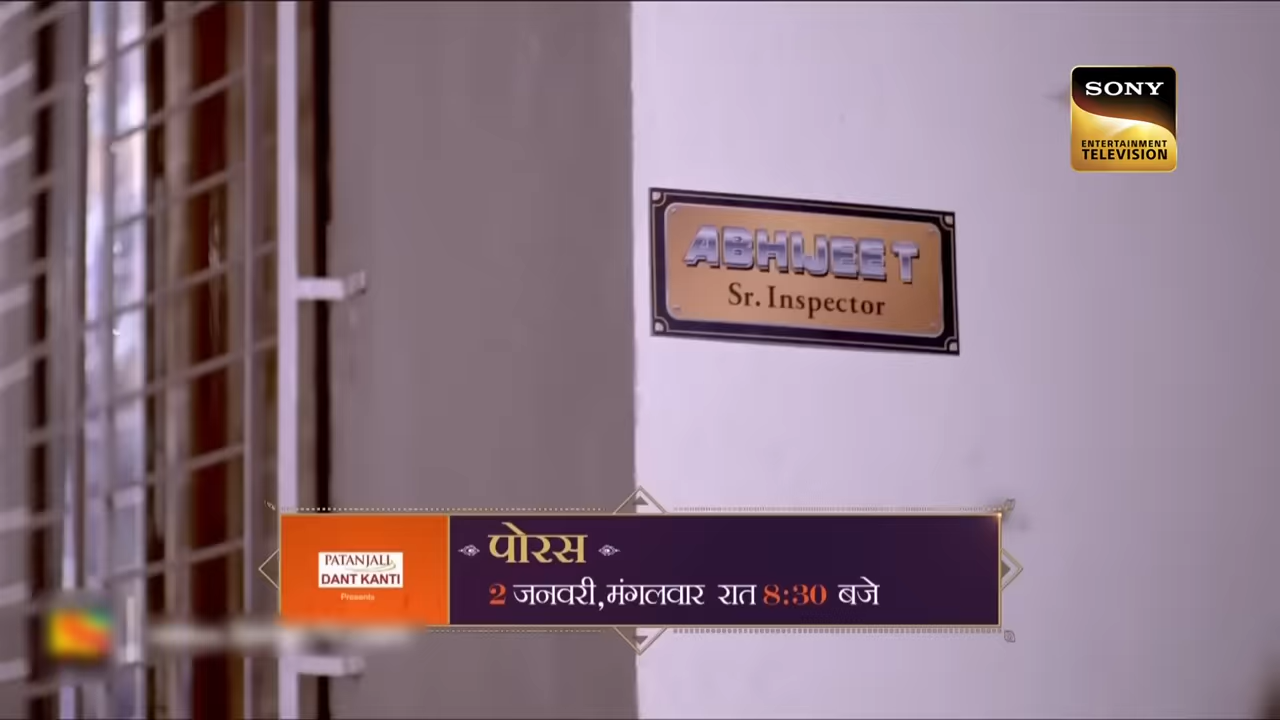 SONY
ENTERTAINMENT
TELEVISION
ABHIJEET
Sr. Inspector
PATANJALI
DANT KANTI
Presents
पोरस
2 जनवरी, मंगलवार रात 8:30 बजे